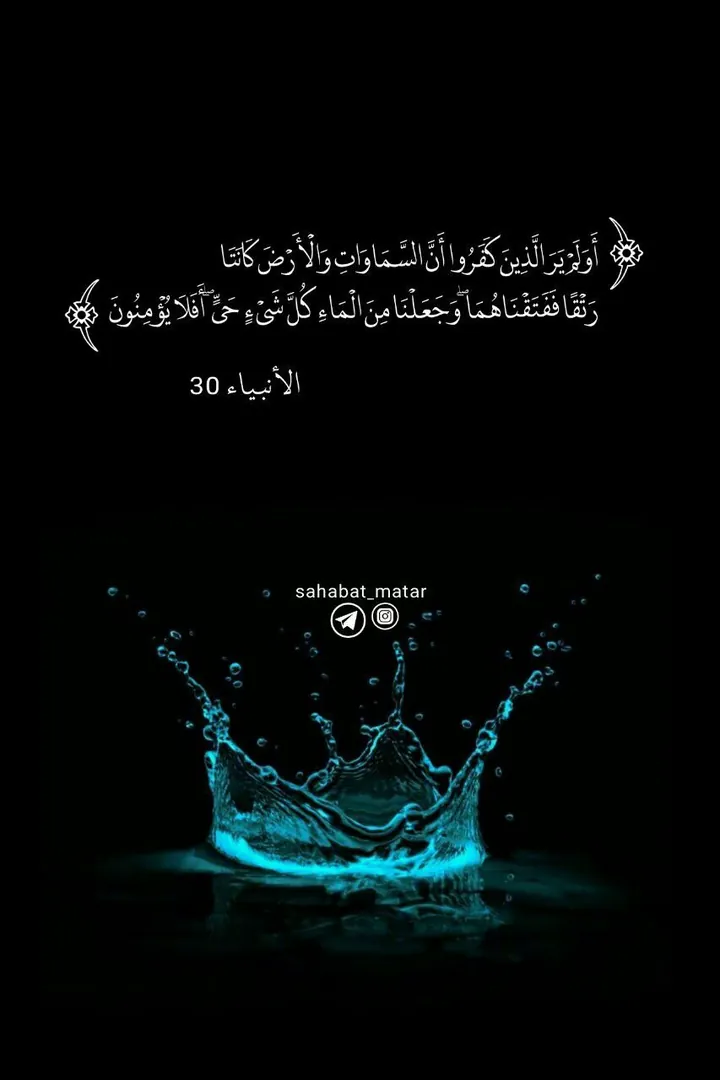 ﴿أَوَلَمْ يَرَ الَّذِينَ كَفَرُوا أَنَّ السَّمَاوَاتِ وَالْأَرْضَ كَانَتَا
رَتْقًا فَفَتَقْنَاهُمَا ۖ وَجَعَلْنَا مِنَ الْمَاءِ كُلَّ شَيْءٍ حَيٍّ ۖ أَفَلَا يُؤْمِنُونَ﴾
الأنبياء 30
sahabat_matar